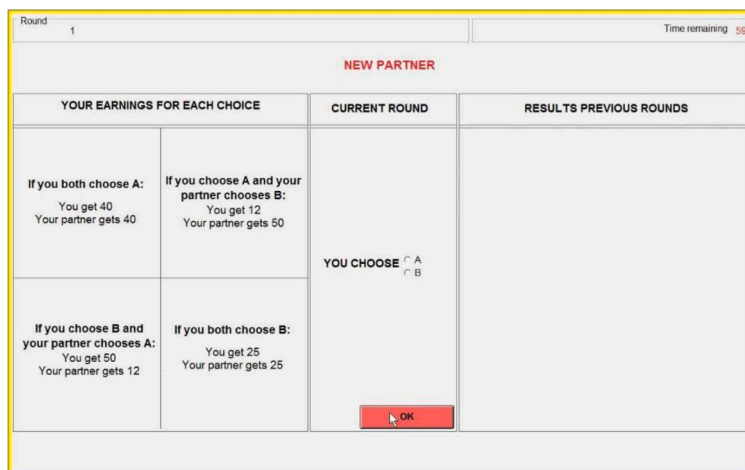 Round
1
Time remaining 59
NEW PARTNER
YOUR EARNINGS FOR EACH CHOICE
CURRENT ROUND
RESULTS PREVIOUS ROUNDS
If you both choose A:
You get 40
Your partner gets 40
If you choose A and your
partner chooses B:
You get 12
Your partner gets 50
If you choose B and
your partner chooses A:
You get 50
Your partner gets 12
If you both choose B:
You get 25
Your partner gets 25
YOU CHOOSE
A
B
OK